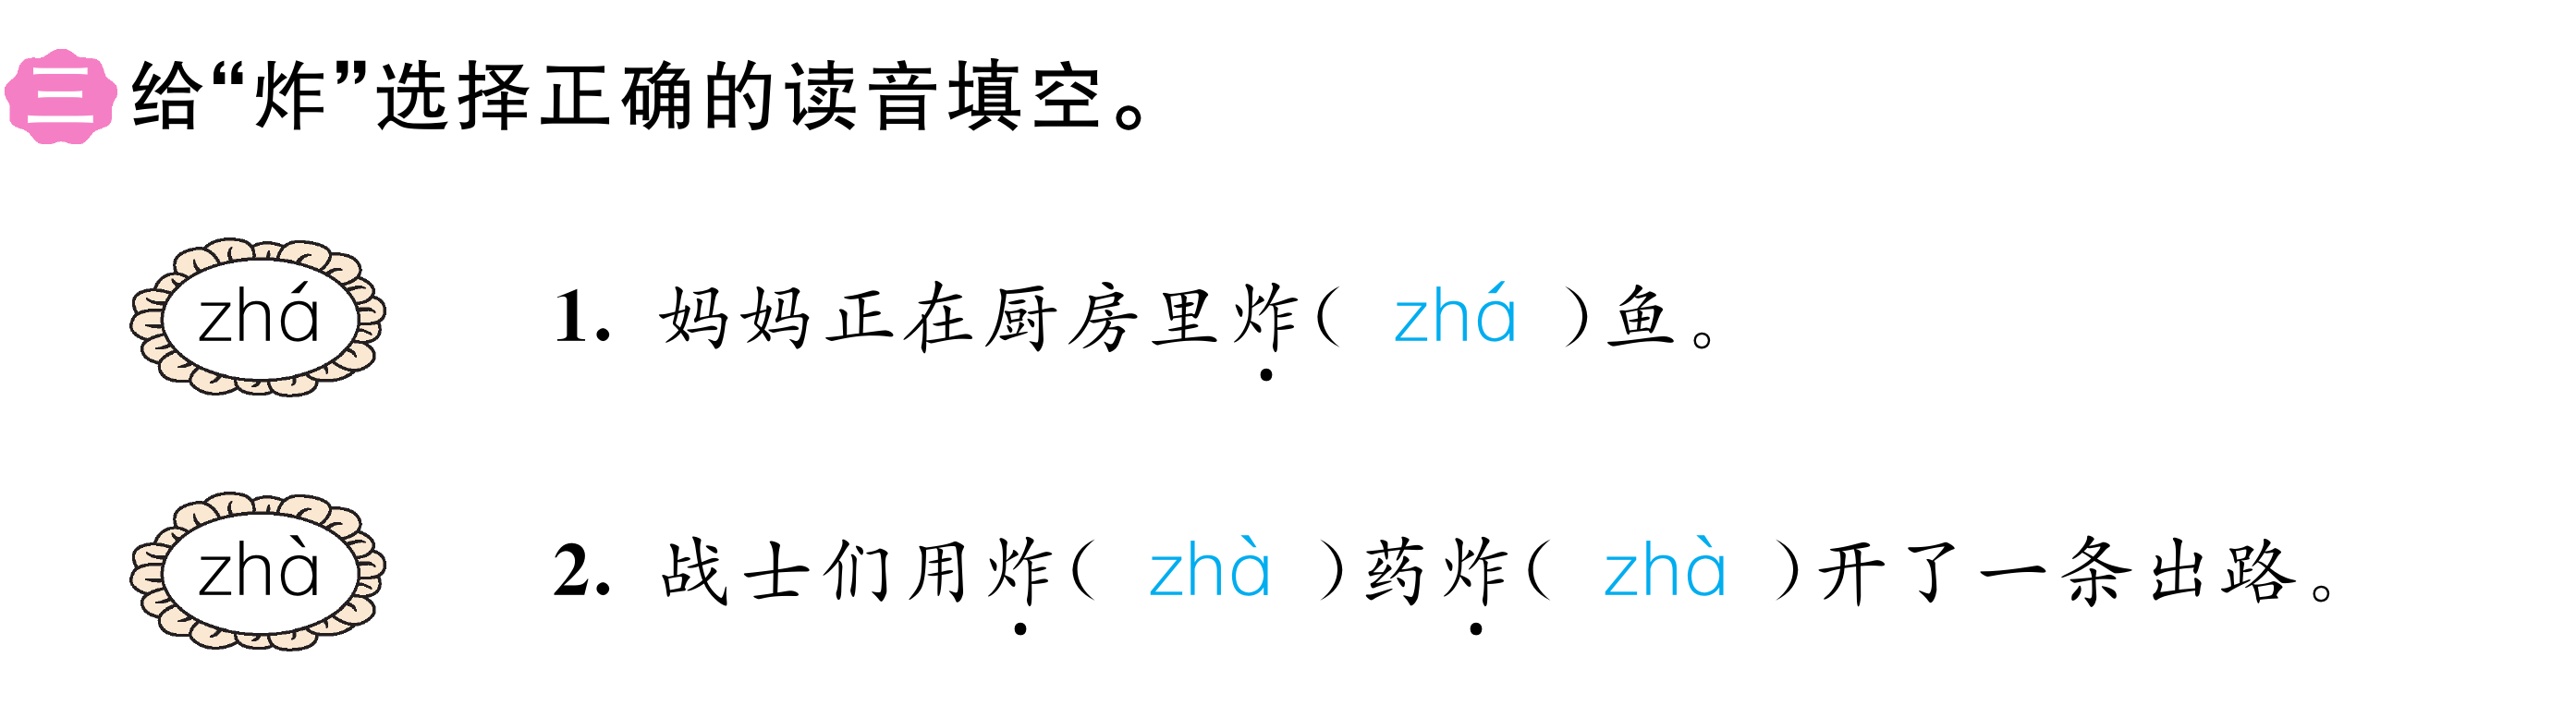 三 给“炸”选择正确的读音填空。
zhá 1. 妈妈正在厨房里炸( zhá )鱼。
zhà 2. 战士们用炸( zhà )药炸( zhà )开了一条出路。